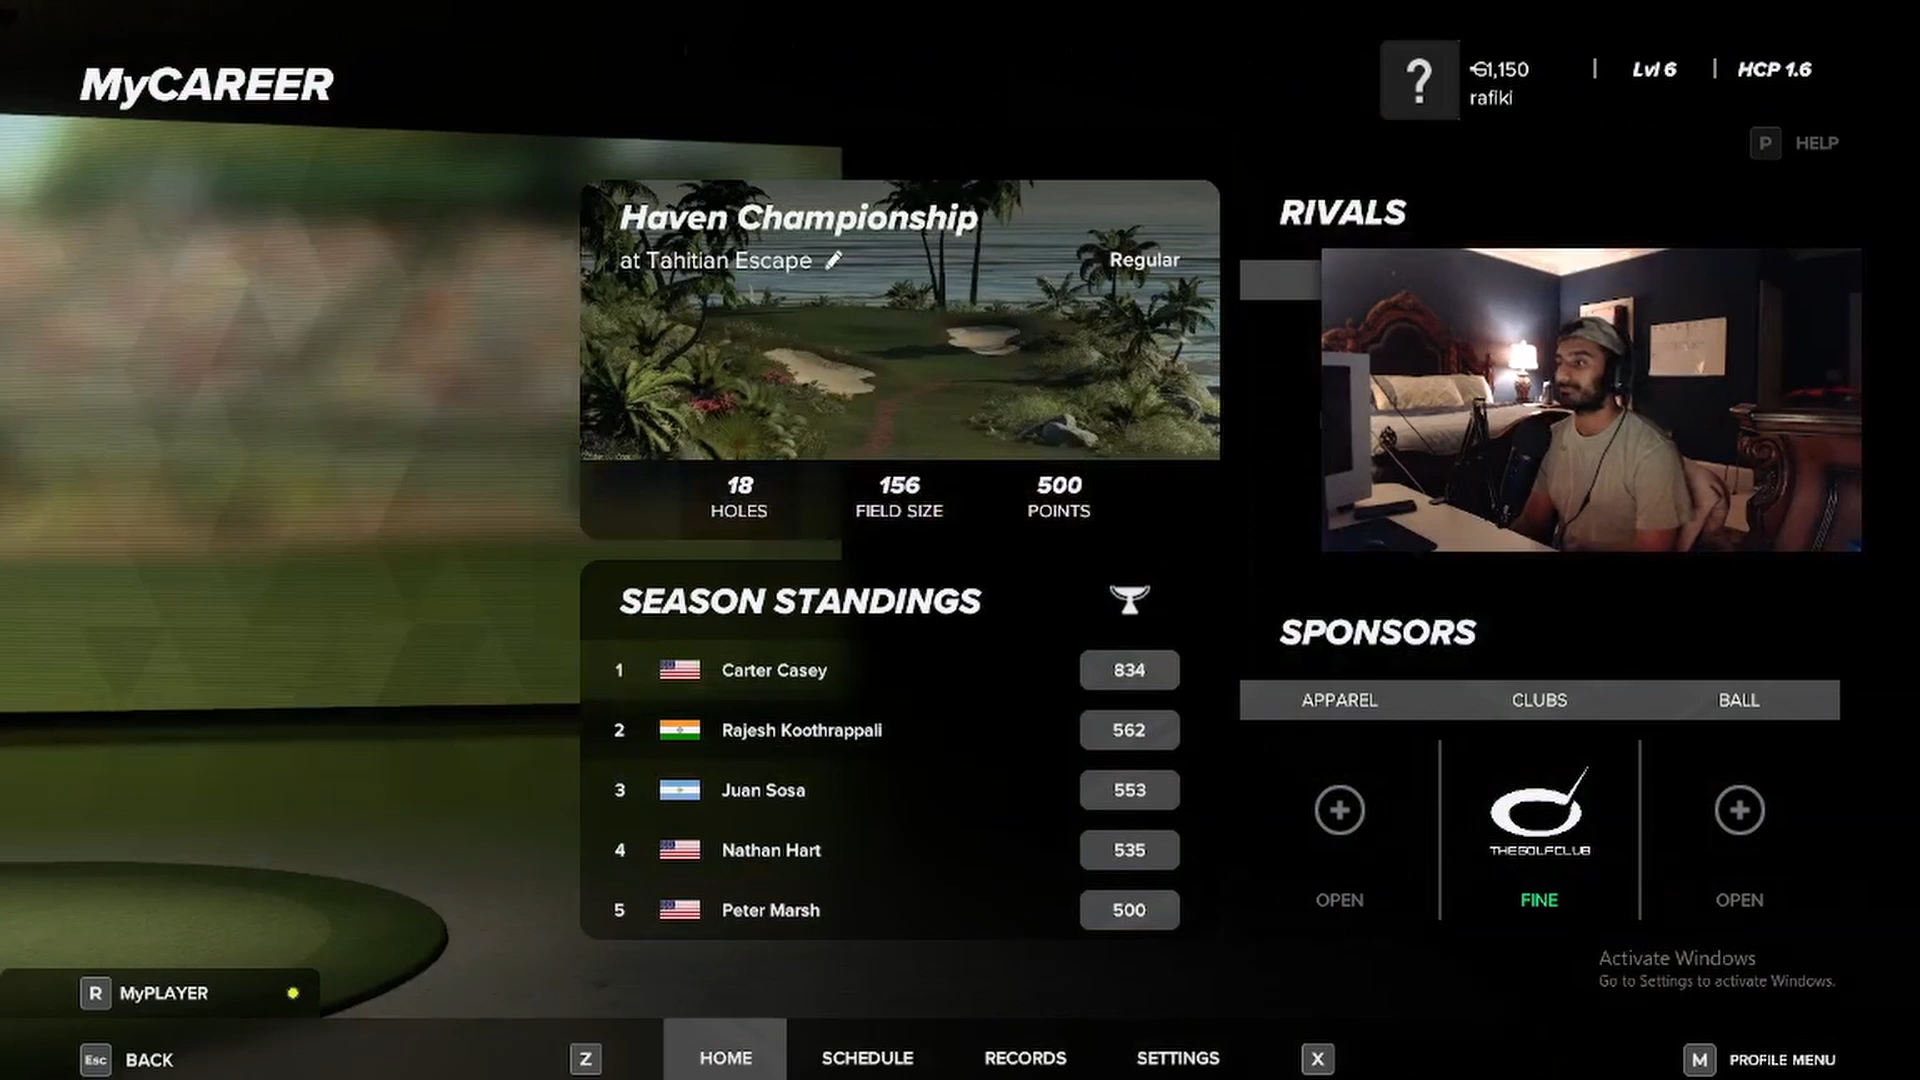 MyCAREER
?
1,150
rafiki
Lvl 6
HCP 1.6
P HELP
Haven Championship
at Tahitian Escape
Regular
18
HOLES
156
FIELD SIZE
500
POINTS
RIVALS
SEASON STANDINGS
1 Carter Casey 834
2 Rajesh Koothrappali 562
3 Juan Sosa 553
4 Nathan Hart 535
5 Peter Marsh 500
SPONSORS
APPAREL CLUBS BALL
THEGOLFCLUB
OPEN FINE OPEN
Activate Windows
Go to Settings to activate Windows.
R MyPLAYER
Esc BACK
Z HOME SCHEDULE RECORDS SETTINGS X
M PROFILE MENU